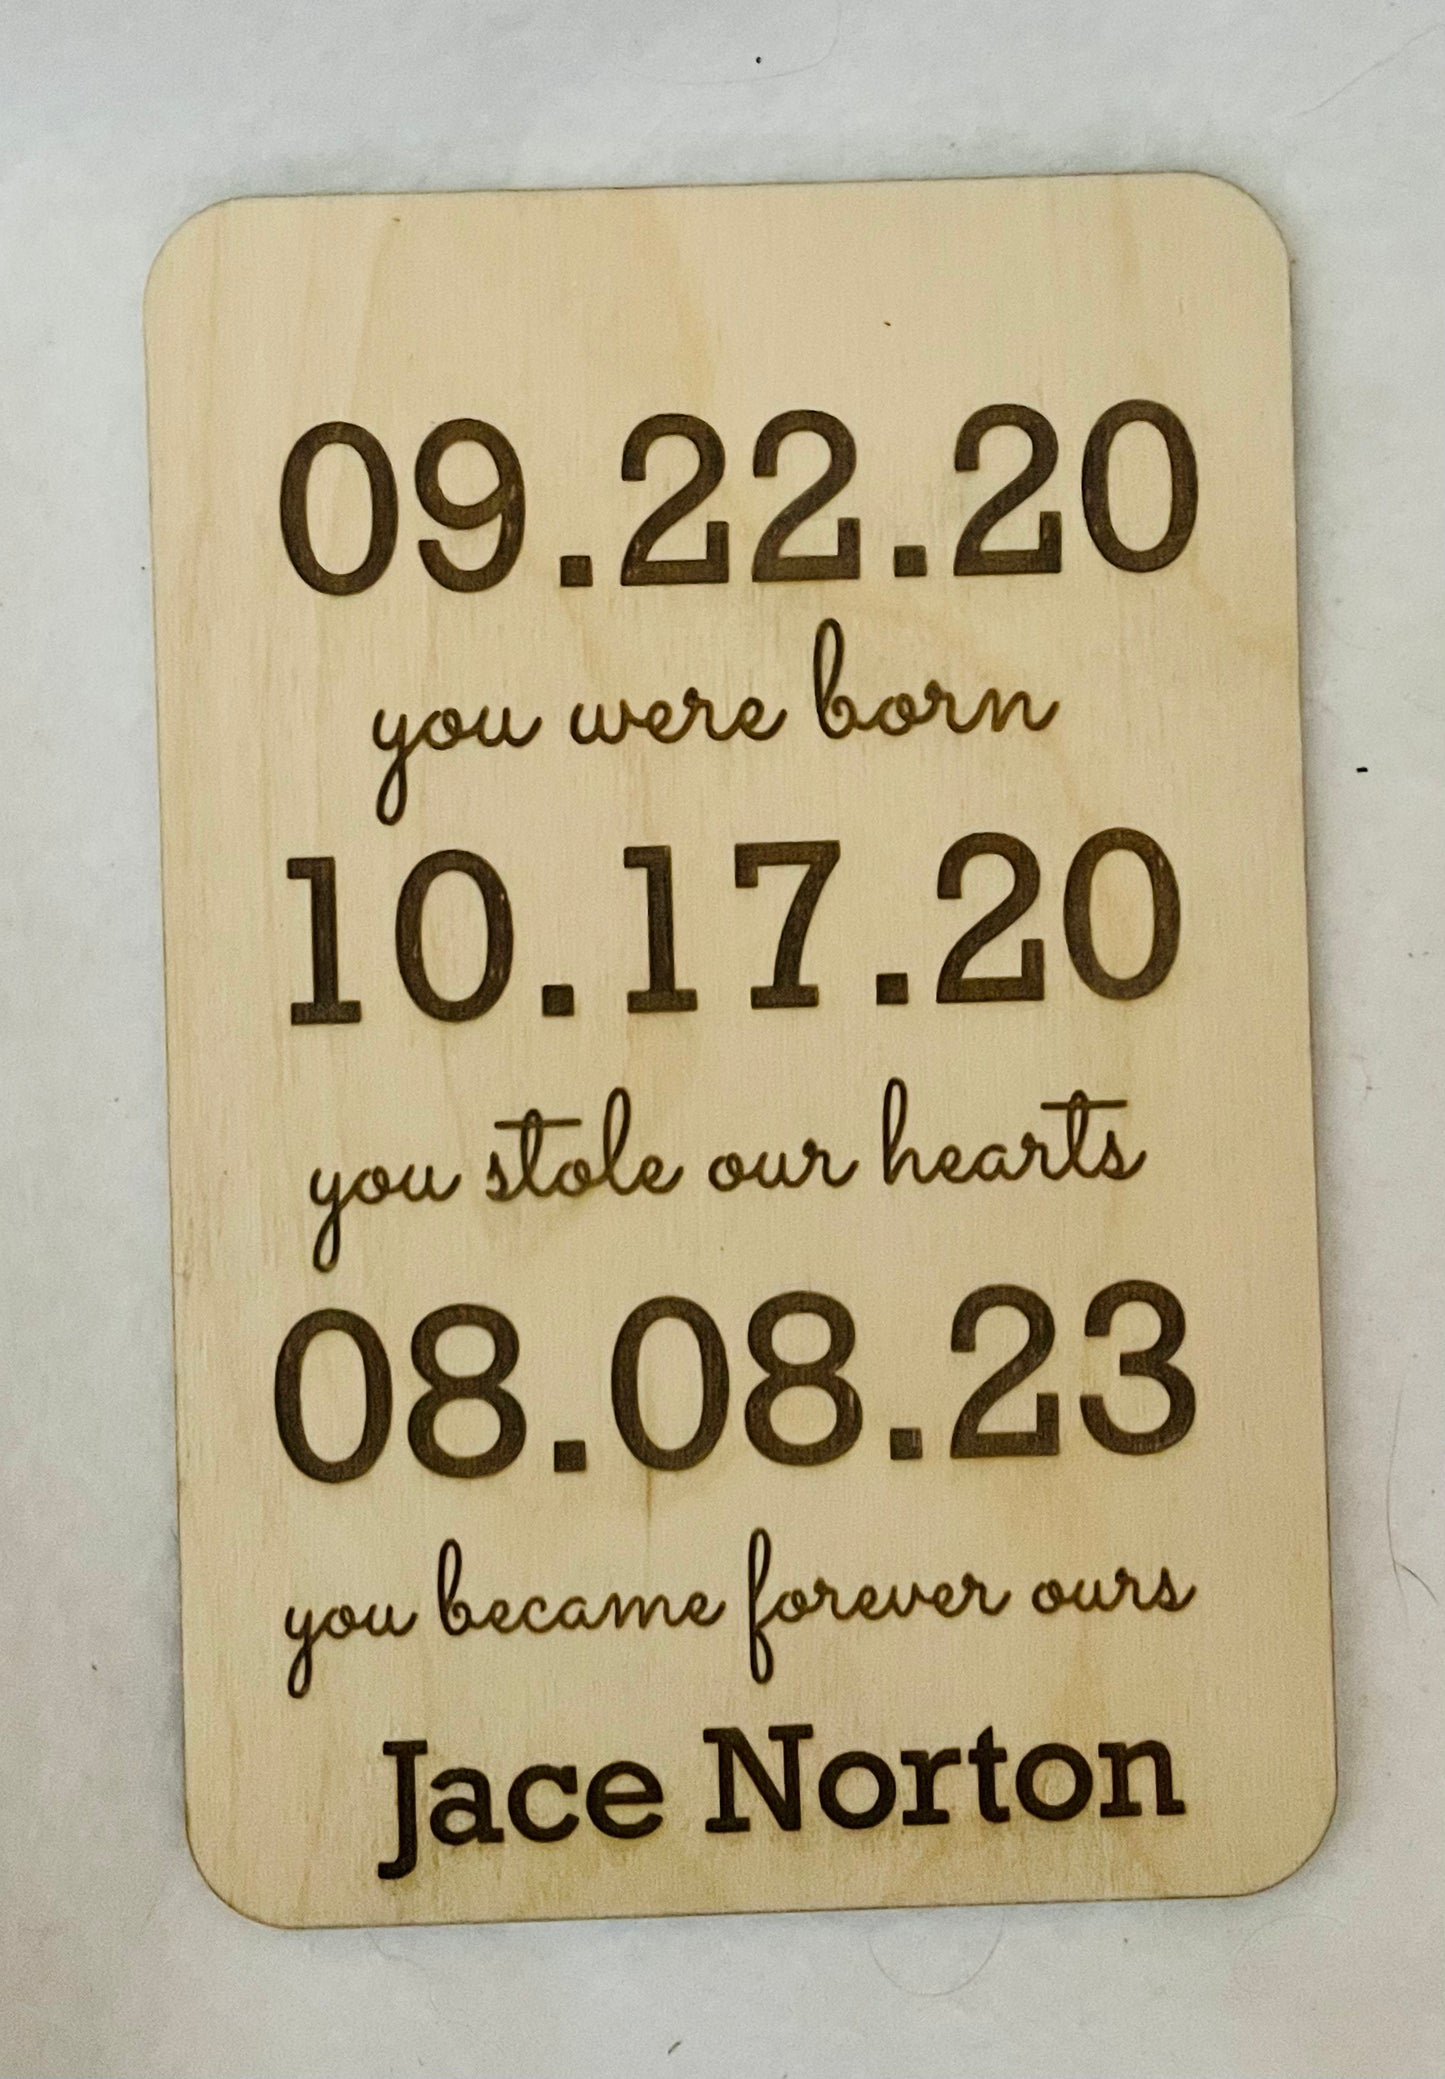 09.22.20
you were born
10.17.20
you stole our hearts
08.08.23
you became forever ours
Jace Norton